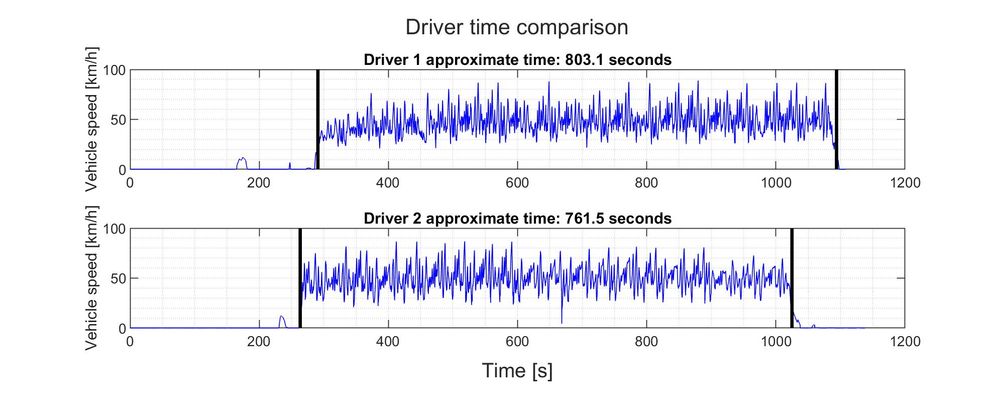 Driver time comparison
Driver 1 approximate time: 803.1 seconds
Vehicle speed [km/h]
100
50
0
0 200 400 600 800 1000 1200
Driver 2 approximate time: 761.5 seconds
Vehicle speed [km/h]
100
50
0
0 200 400 600 800 1000 1200
Time [s]